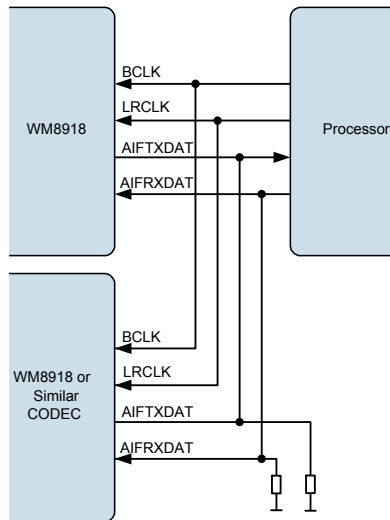 BCLK
LRCLK
WM8918
Processor
AIFTXDAT
AIFRXDAT
BCLK
LRCLK
WM8918 or
Similar
CODEC
AIFTXDAT
AIFRXDAT